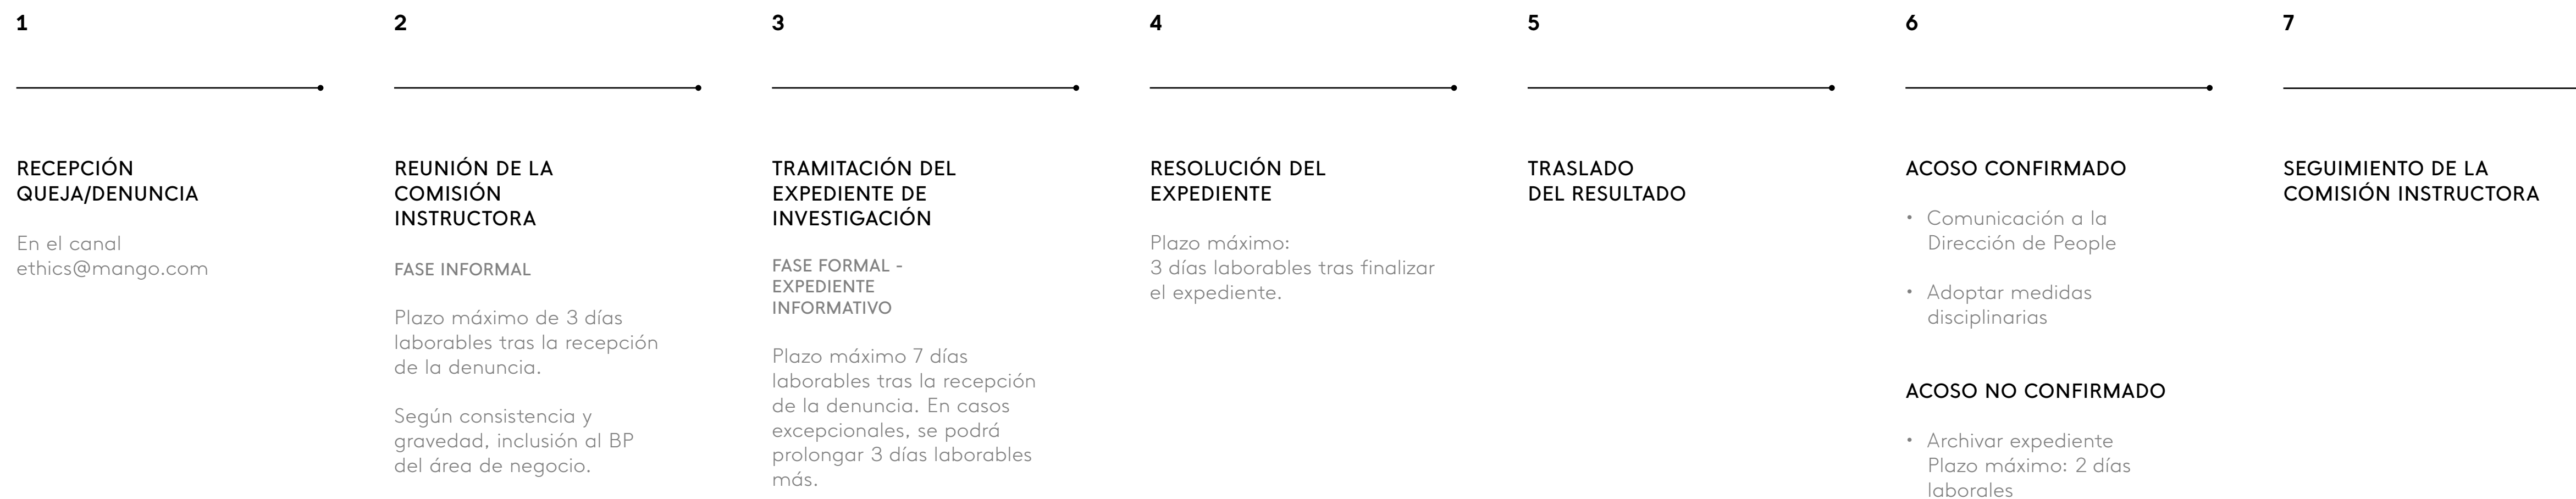 1
RECEPCIÓN
QUEJA/DENUNCIA
En el canal
ethics@mango.com
2
REUNIÓN DE LA
COMISIÓN
INSTRUCTORA
FASE INFORMAL
Plazo máximo de 3 días
laborables tras la recepción
de la denuncia.
Según consistencia y
gravedad, inclusión al BP
del área de negocio.
3
TRAMITACIÓN DEL
EXPEDIENTE DE
INVESTIGACIÓN
FASE FORMAL -
EXPEDIENTE
INFORMATIVO
Plazo máximo 7 días
laborables tras la recepción
de la denuncia. En casos
excepcionales, se podrá
prolongar 3 días laborables
más.
4
RESOLUCIÓN DEL
EXPEDIENTE
Plazo máximo:
3 días laborables tras finalizar
el expediente.
5
TRASLADO
DEL RESULTADO
6
ACOSO CONFIRMADO
• Comunicación a la
Dirección de People
• Adoptar medidas
disciplinarias
ACOSO NO CONFIRMADO
• Archivar expediente
Plazo máximo: 2 días
laborales
7
SEGUIMIENTO DE LA
COMISIÓN INSTRUCTORA